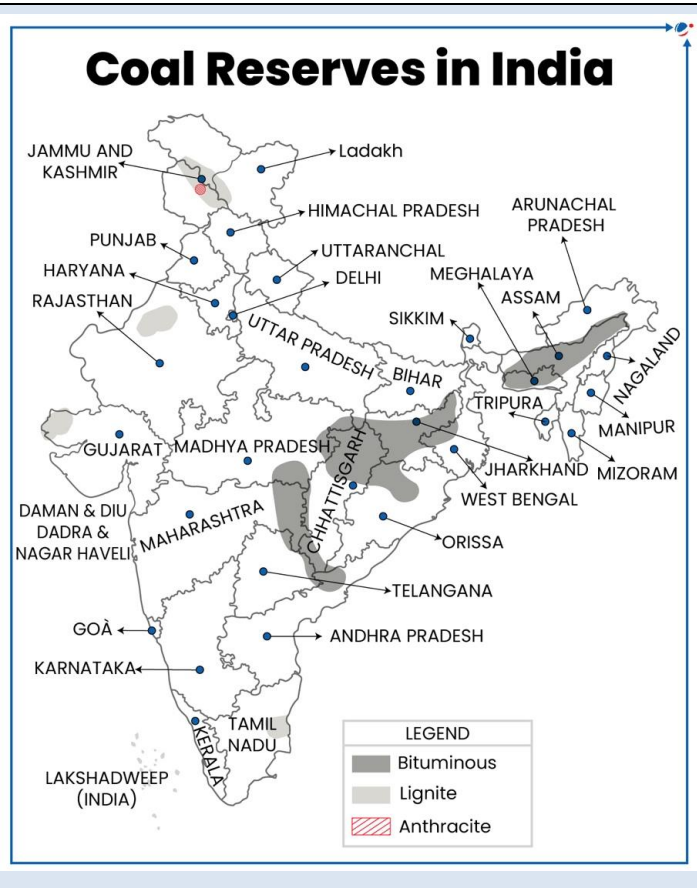 Coal Reserves in India
JAMMU AND
KASHMIR
Ladakh
HIMACHAL PRADESH
ARUNACHAL
PRADESH
PUNJAB
UTTARANCHAL
MEGHALAYA
HARYANA
DELHI
ASSAM
RAJASTHAN
SIKKIM
UTTAR PRADESH
NAGALAND
BIHAR
TRIPURA
MANIPUR
GUJARAT
MADHYA PRADESH
CHHATTISGARH
JHARKHAND
MIZORAM
WEST BENGAL
DAMAN & DIU
DADRA &
NAGAR HAVELI
MAHARASHTRA
ORISSA
TELANGANA
GOÀ
ANDHRA PRADESH
KARNATAKA
TAMIL
NADU
KERALA
LAKSHADWEEP
(INDIA)
LEGEND
Bituminous
Lignite
Anthracite